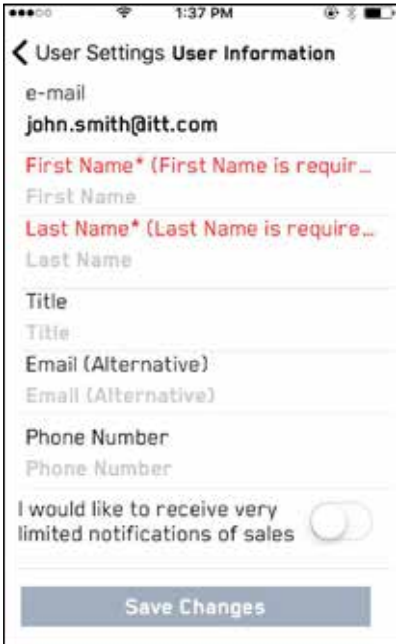 1:37 PM
User Settings User Information
e-mail
john.smith@itt.com
First Name* (First Name is requir...
First Name
Last Name* (Last Name is require...
Last Name
Title
Title
Email (Alternative)
Email (Alternative)
Phone Number
Phone Number
I would like to receive very
limited notifications of sales
Save Changes